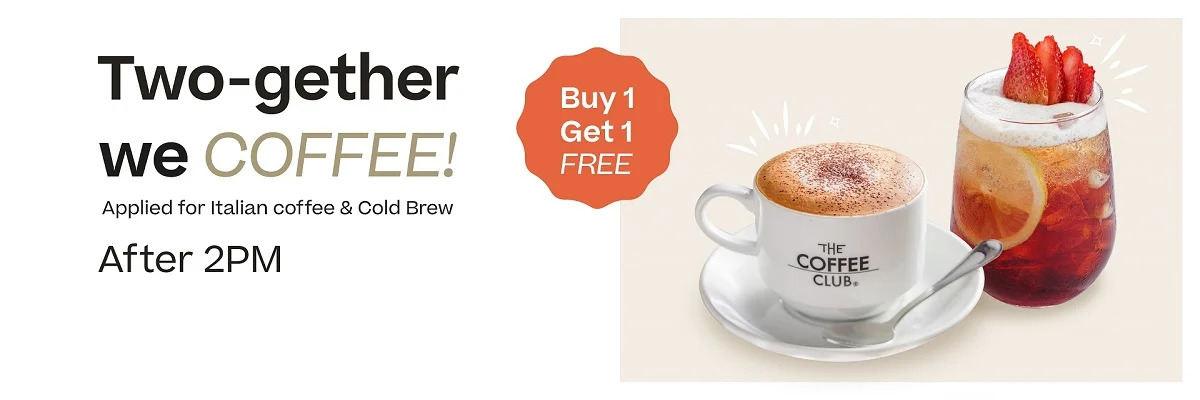 Two-gether
we COFFEE!
Applied for Italian coffee & Cold Brew
After 2PM
Buy 1
Get 1
FREE
THE
COFFEE
CLUB®